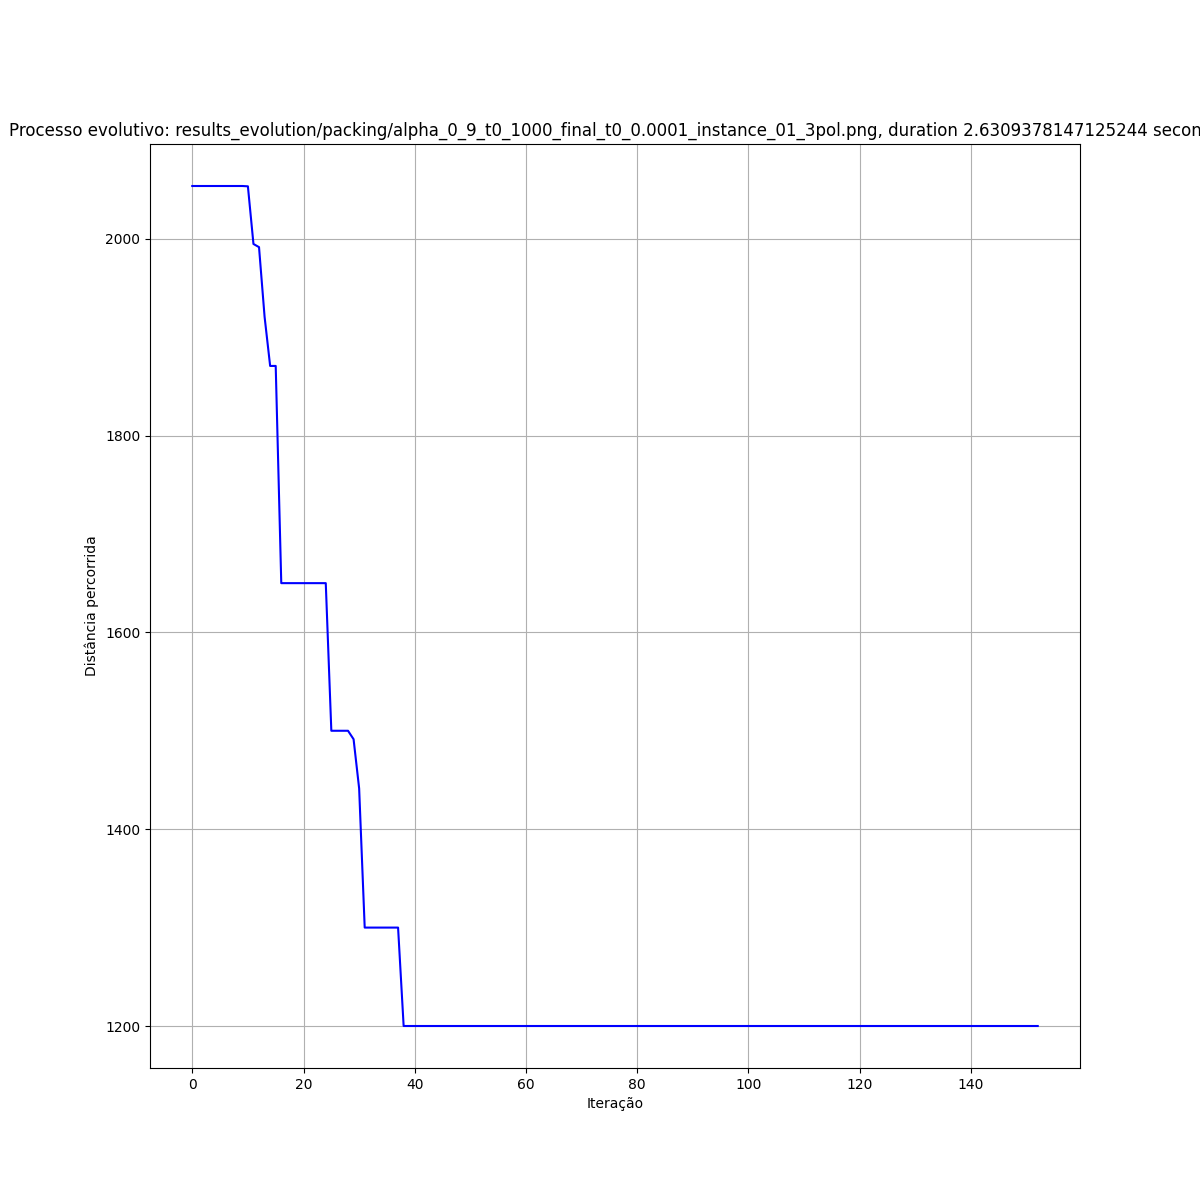 Processo evolutivo: results_evolution/packing/alpha_0_9_t0_1000_final_t0_0.0001_instance_01_3pol.png, duration 2.6309378147125244 secon
2000
1800
1600
1400
1200
Distância percorrida
0 20 40 60 80 100 120 140
Iteração